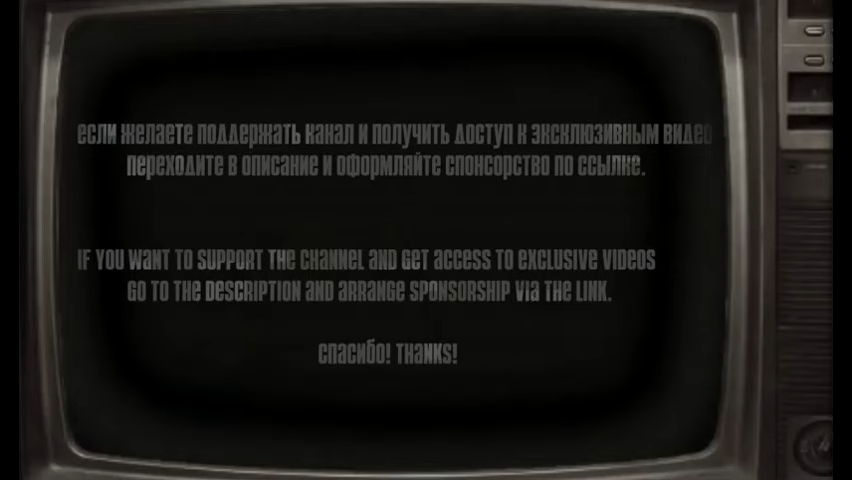 если желаете поддержать канал и получить доступ к эксклюзивным видео
переходите в описание и оформляйте спонсорство по ссылке.
IF YOU WANT TO SUPPORT THE CHANNEL AND GET ACCESS TO EXCLUSIVE VIDEOS
GO TO THE DESCRIPTION AND ARRANGE SPONSORSHIP VIA THE LINK.
спасибо! THANKS!